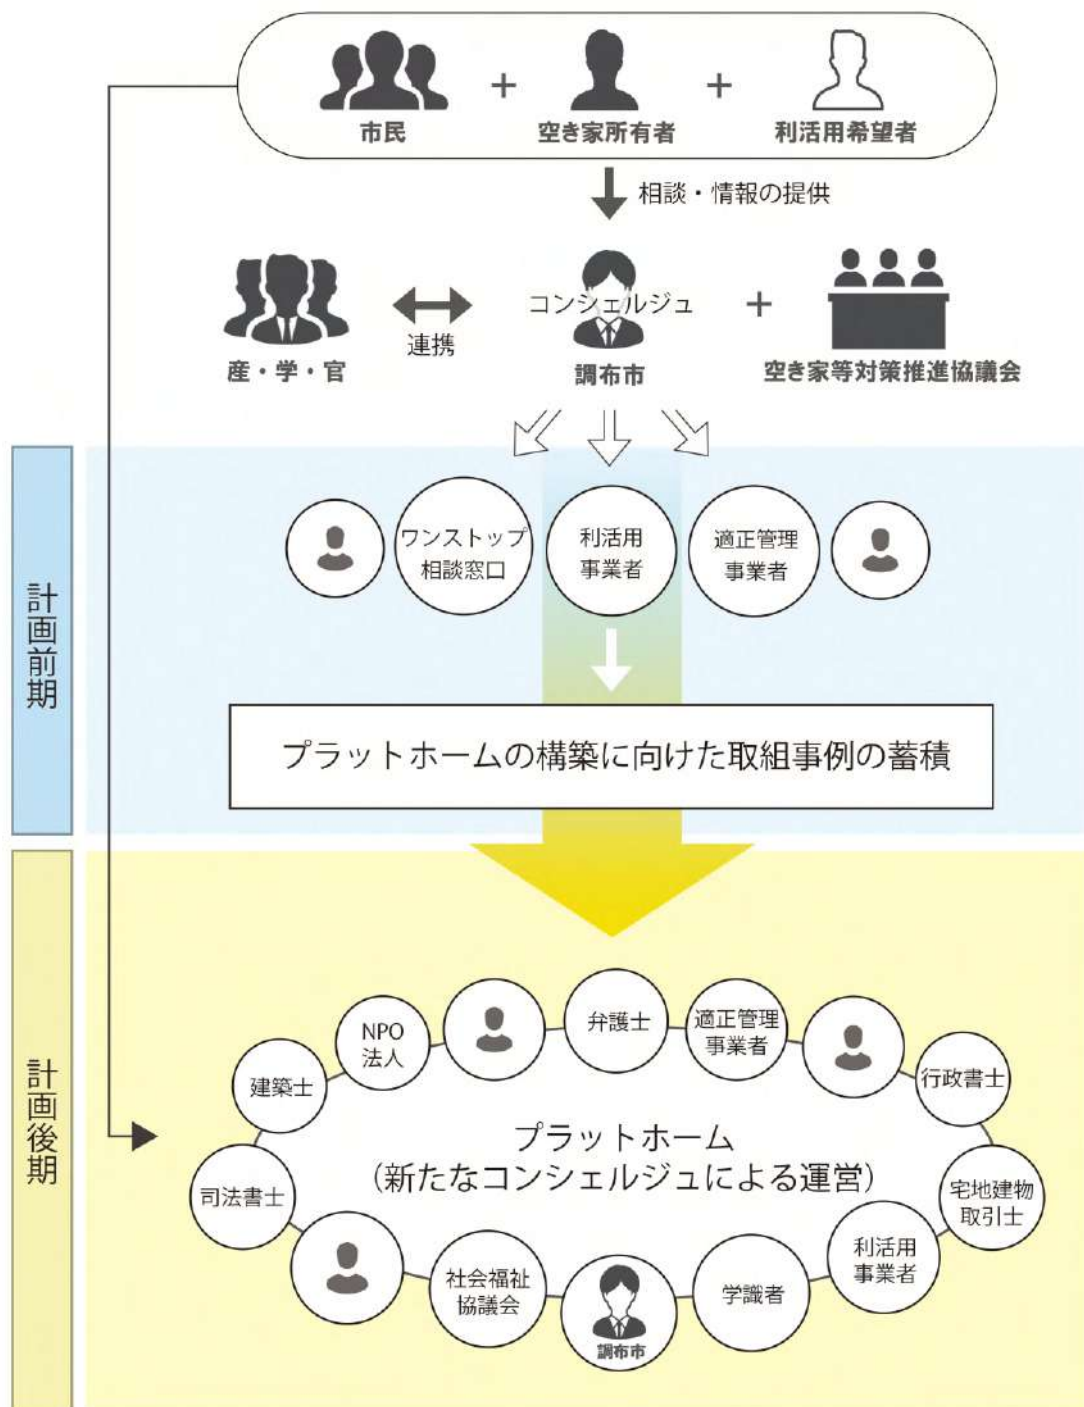 市民
空き家所有者
利活用希望者
相談・情報の提供
産・学・官
連携
コンシェルジュ
調布市
空き家等対策推進協議会
計画前期
ワンストップ
相談窓口
利活用
事業者
適正管理
事業者
プラットホームの構築に向けた取組事例の蓄積
計画後期
プラットホーム
（新たなコンシェルジュによる運営）
司法書士
建築士
NPO
法人
弁護士
適正管理
事業者
行政書士
宅地建物
取引士
利活用
事業者
学識者
調布市
社会福祉
協議会